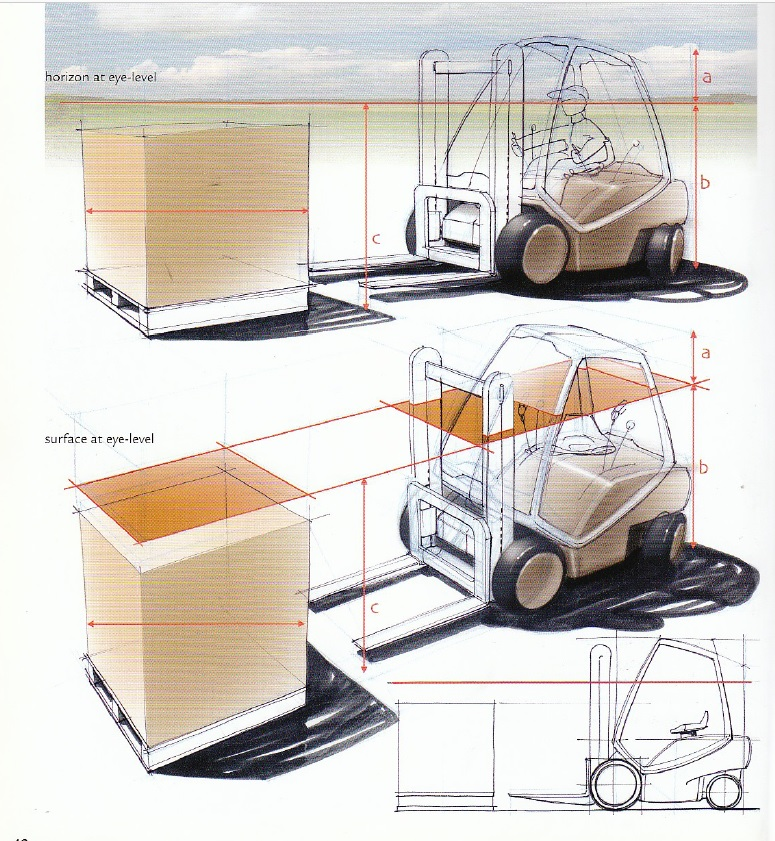 horizon at eye-level
a
b
c
surface at eye-level
a
b
c